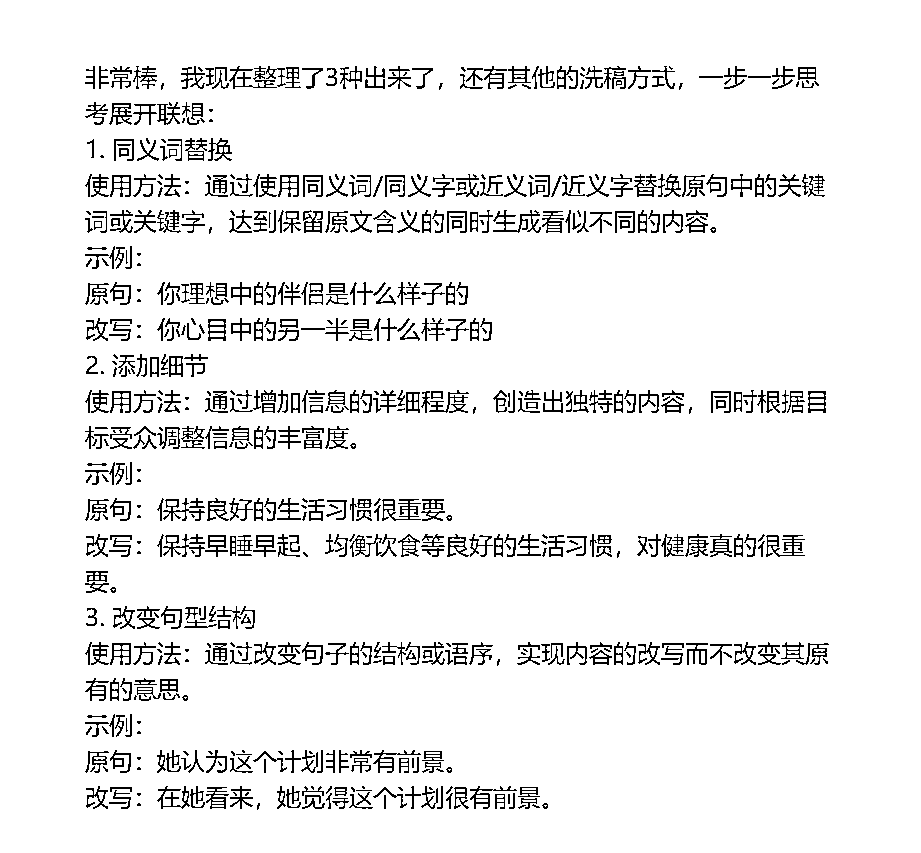 非常棒，我现在整理了3种出来了，还有其他的洗稿方式，一步一步思
考展开联想：
1. 同义词替换
使用方法：通过使用同义词/同义字或近义词/近义字替换原句中的关键
词或关键字，达到保留原文含义的同时生成看似不同的内容。
示例：
原句：你理想中的伴侣是什么样子的
改写：你心目中的另一半是什么样子的
2. 添加细节
使用方法：通过增加信息的详细程度，创造出独特的内容，同时根据目
标受众调整信息的丰富度。
示例：
原句：保持良好的生活习惯很重要。
改写：保持早睡早起、均衡饮食等良好的生活习惯，对健康真的很重
要。
3. 改变句型结构
使用方法：通过改变句子的结构或语序，实现内容的改写而不改变其原
有的意思。
示例：
原句：她认为这个计划非常有前景。
改写：在她看来，她觉得这个计划很有前景。